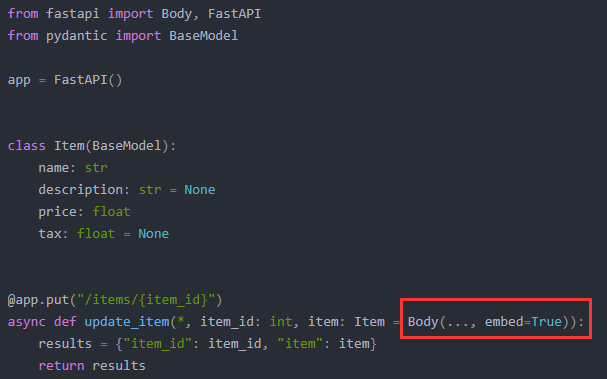 from fastapi import Body, FastAPI
from pydantic import BaseModel
app = FastAPI()
class Item(BaseModel):
    name: str
    description: str = None
    price: float
    tax: float = None
@app.put("/items/{item_id}")
async def update_item(*, item_id: int, item: Item = Body(..., embed=True)):
    results = {"item_id": item_id, "item": item}
    return results